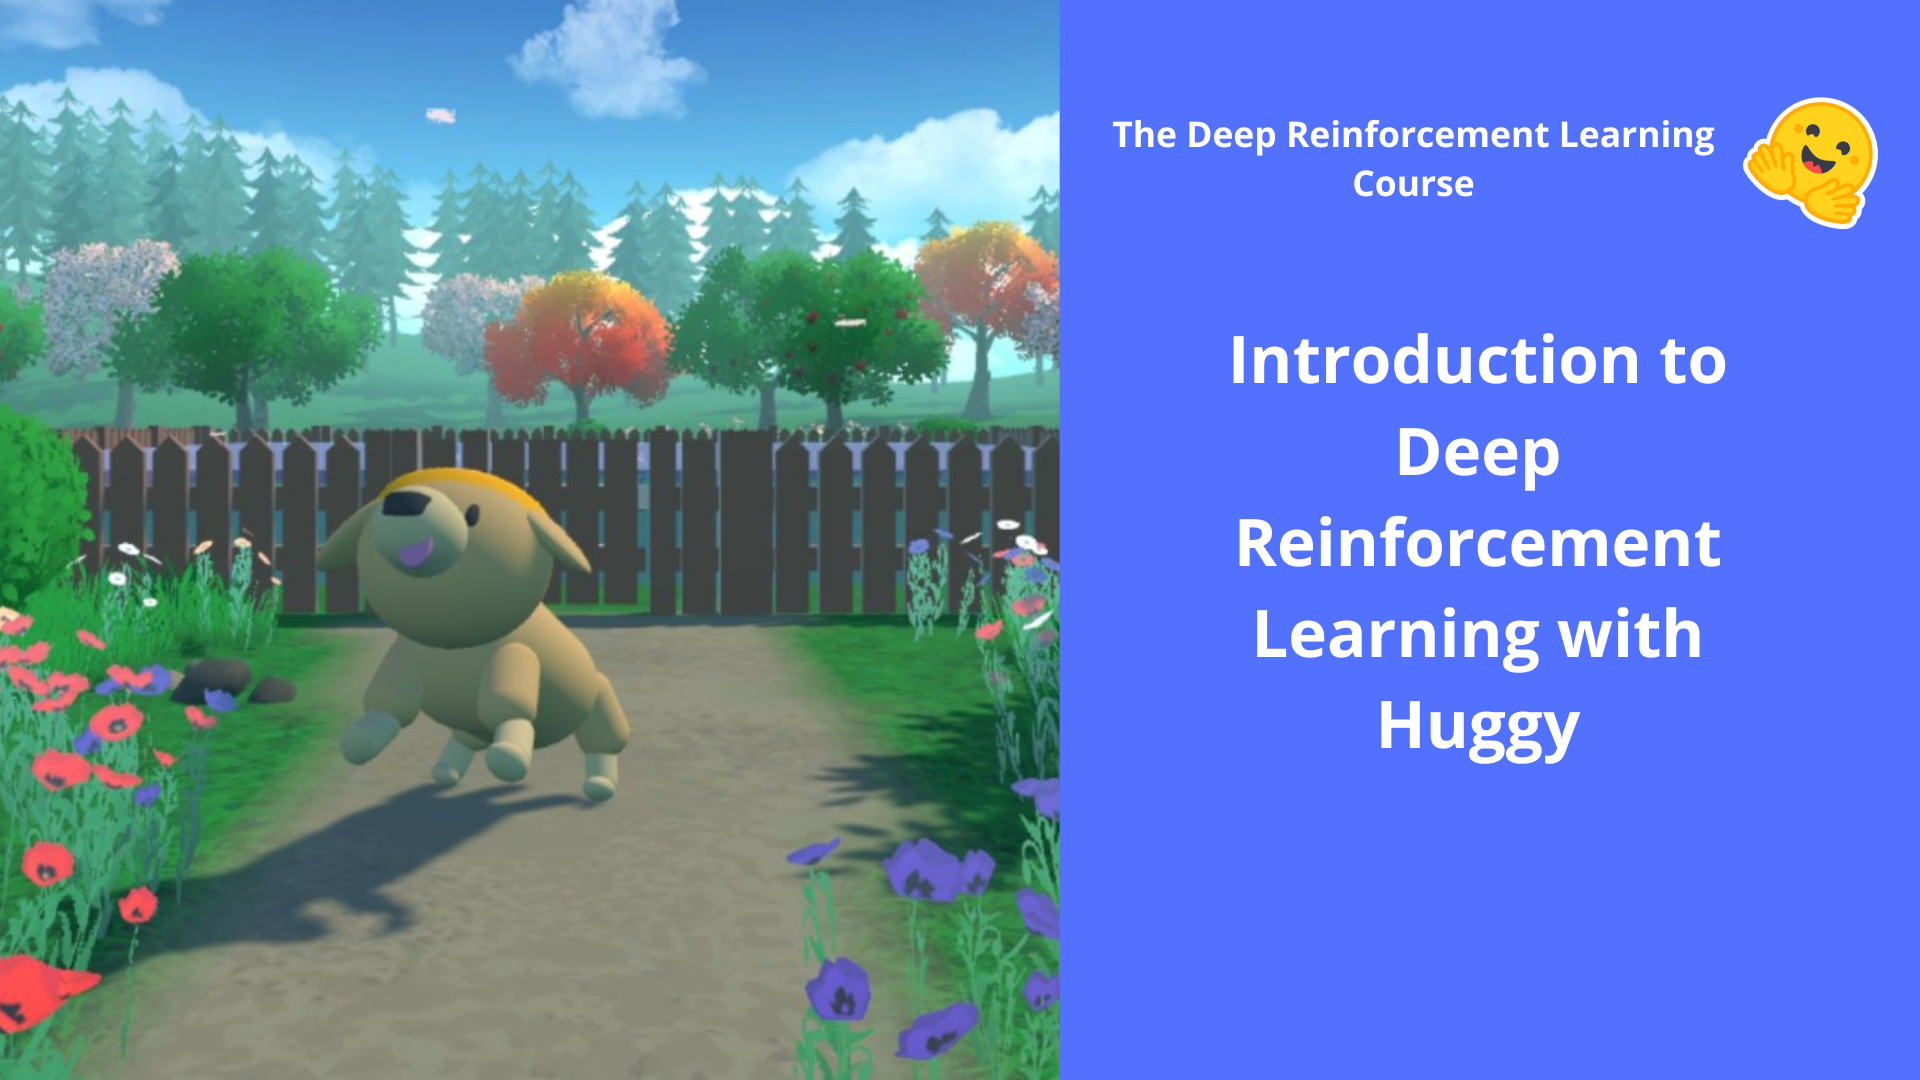 The Deep Reinforcement Learning
Course
Introduction to
Deep
Reinforcement
Learning with
Huggy